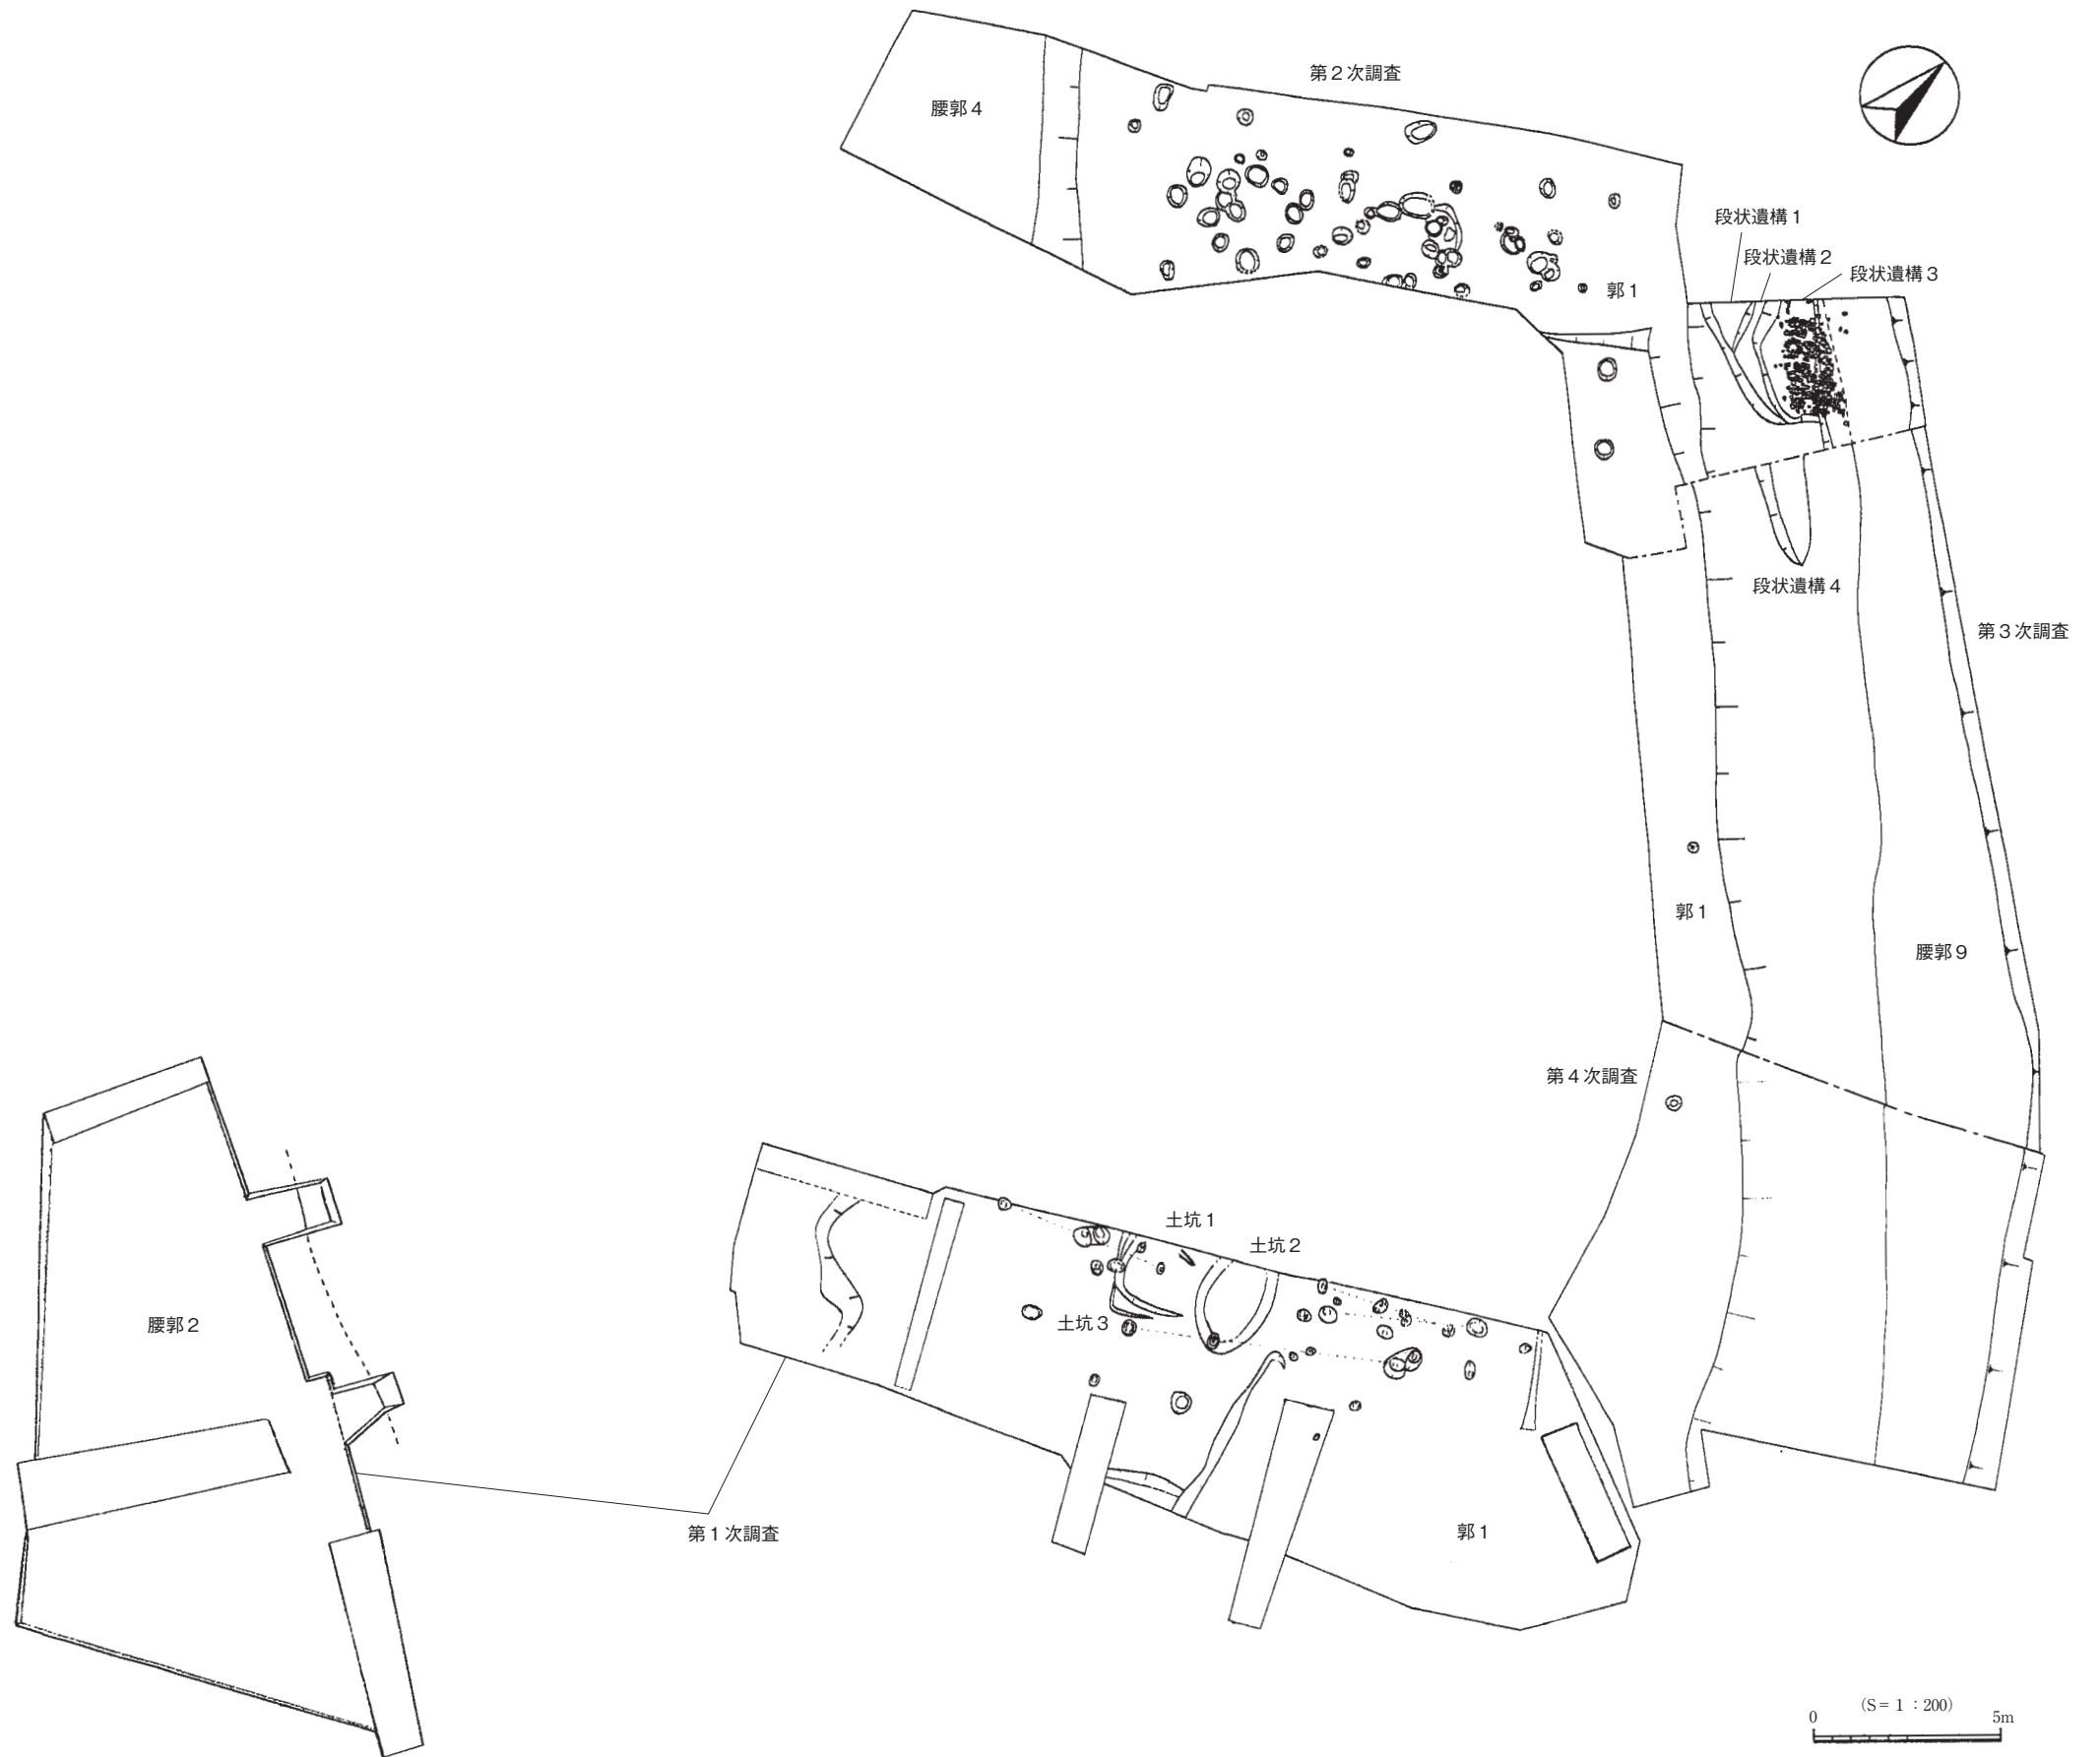 第２次調査
腰郭４
段状遺構１
段状遺構２
段状遺構３
郭１
段状遺構４
第３次調査
郭１
腰郭９
第４次調査
土坑１
土坑２
腰郭２
土坑３
第１次調査
郭１
(S=１：200)
0 5m